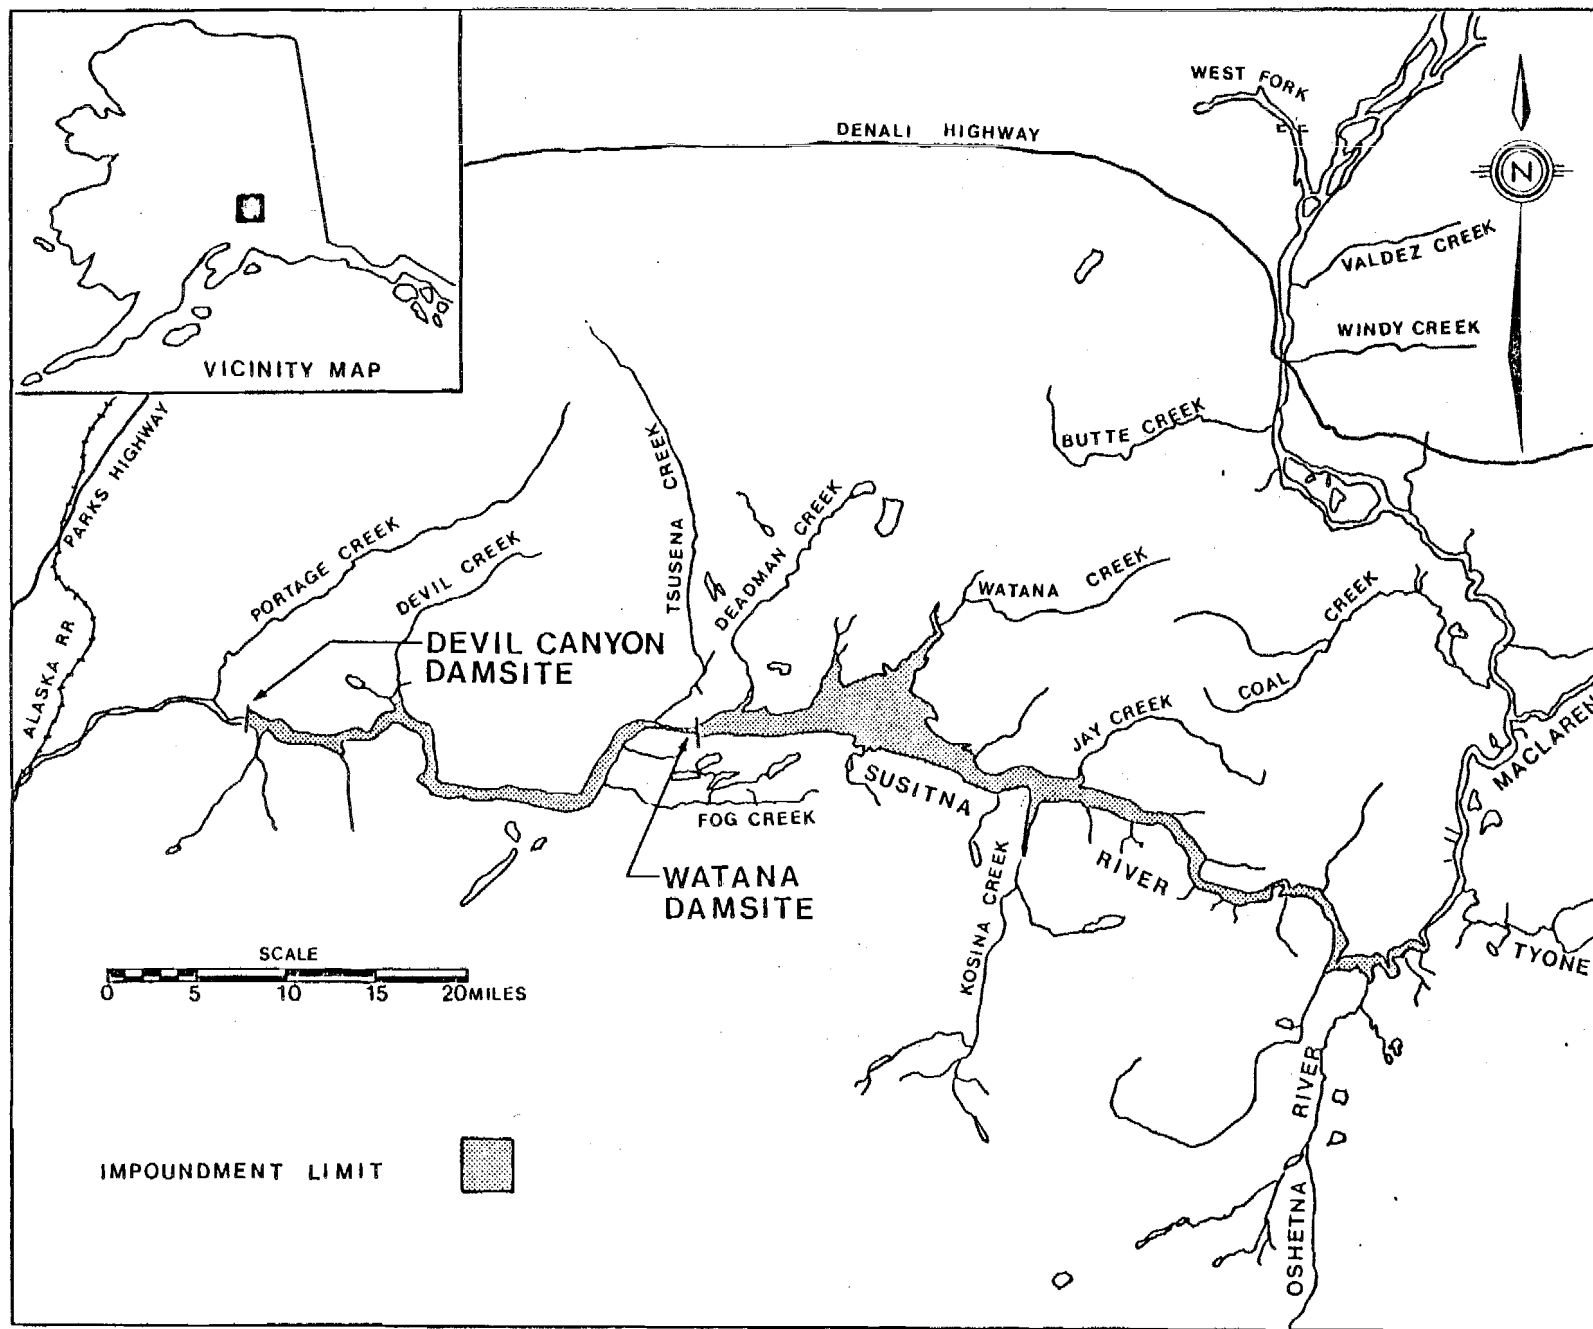 VICINITY MAP
DENALI HIGHWAY
WEST FORK
N
VALDEZ CREEK
WINDY CREEK
BUTTE CREEK
PARKS HIGHWAY
ALASKA RR
PORTAGE CREEK
DEVIL CREEK
TSUSENA CREEK
DEADMAN CREEK
WATANA CREEK
COAL CREEK
DEVIL CANYON
DAMSITE
JAY CREEK
MACLAREN
SUSITNA RIVER
FOG CREEK
WATANA
DAMSITE
KOSINA CREEK
TYONE
SCALE
0 5 10 15 20 MILES
OSHETNA RIVER
IMPOUNDMENT LIMIT